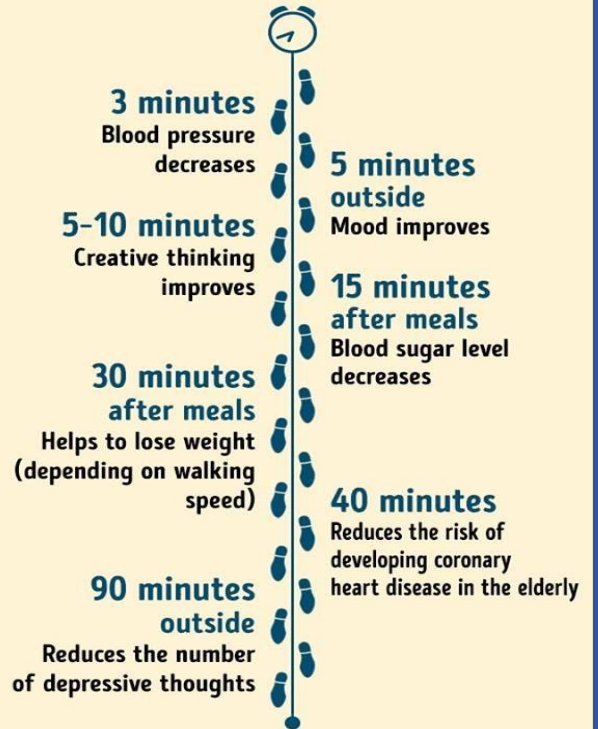 3 minutes
Blood pressure
decreases
5 minutes
outside
Mood improves
5-10 minutes
Creative thinking
improves
15 minutes
after meals
Blood sugar level
decreases
30 minutes
after meals
Helps to lose weight
(depending on walking
speed)
40 minutes
Reduces the risk of
developing coronary
heart disease in the elderly
90 minutes
outside
Reduces the number
of depressive thoughts